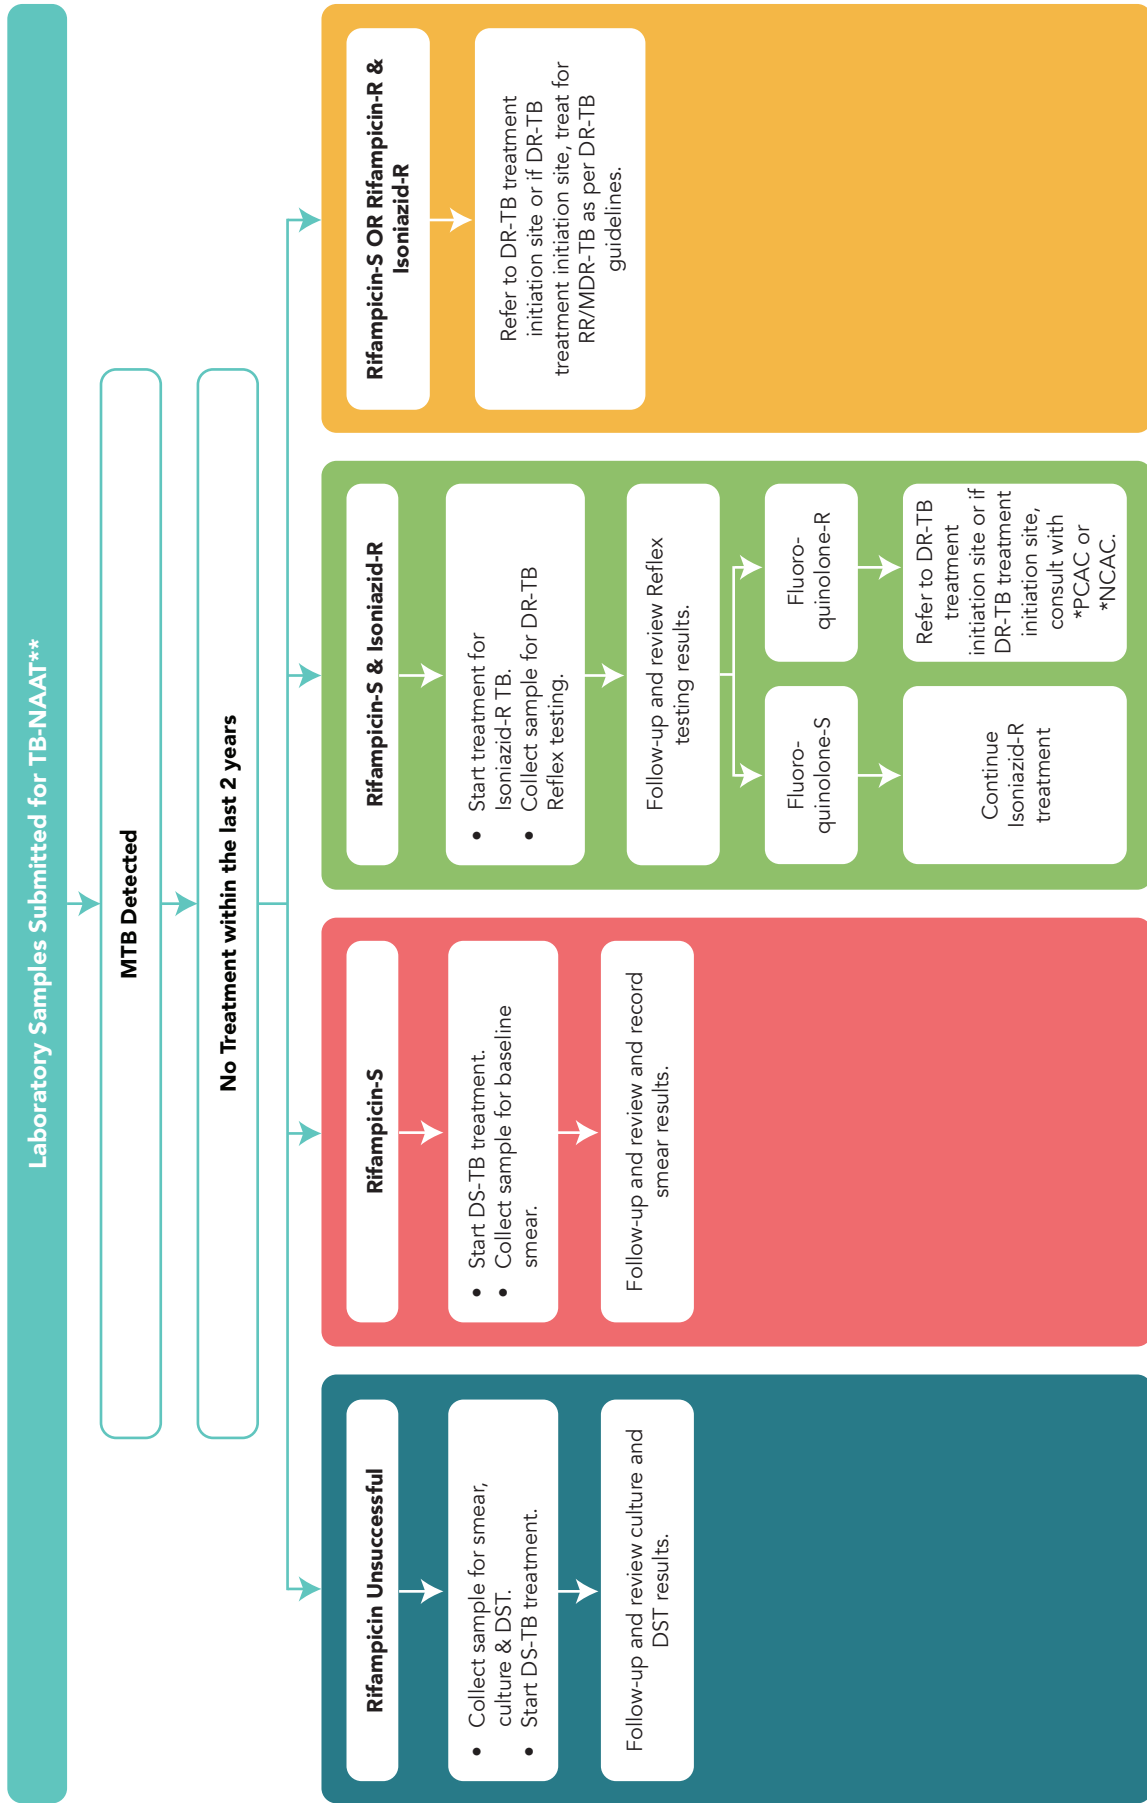 Laboratory Samples Submitted for TB-NAAT**
MTB Detected
No Treatment within the last 2 years
Rifampicin Unsuccessful
• Collect sample for smear,
culture & DST.
• Start DS-TB treatment.
Follow-up and review culture and
DST results.
Rifampicin-S
• Start DS-TB treatment.
• Collect sample for baseline
smear.
Follow-up and review and record
smear results.
Rifampicin-S & Isoniazid-R
• Start treatment for
Isoniazid-R TB.
• Collect sample for DR-TB
Reflex testing.
Follow-up and review Reflex
testing results.
Fluoro-
quinolone-S
Continue
Isoniazid-R
treatment
Fluoro-
quinolone-R
Refer to DR-TB
treatment
initiation site or if
DR-TB treatment
initiation site,
consult with
*PCAC or
*NCAC.
Rifampicin-S OR Rifampicin-R &
Isoniazid-R
Refer to DR-TB treatment
initiation site or if DR-TB
treatment initiation site, treat for
RR/MDR-TB as per DR-TB
guidelines.